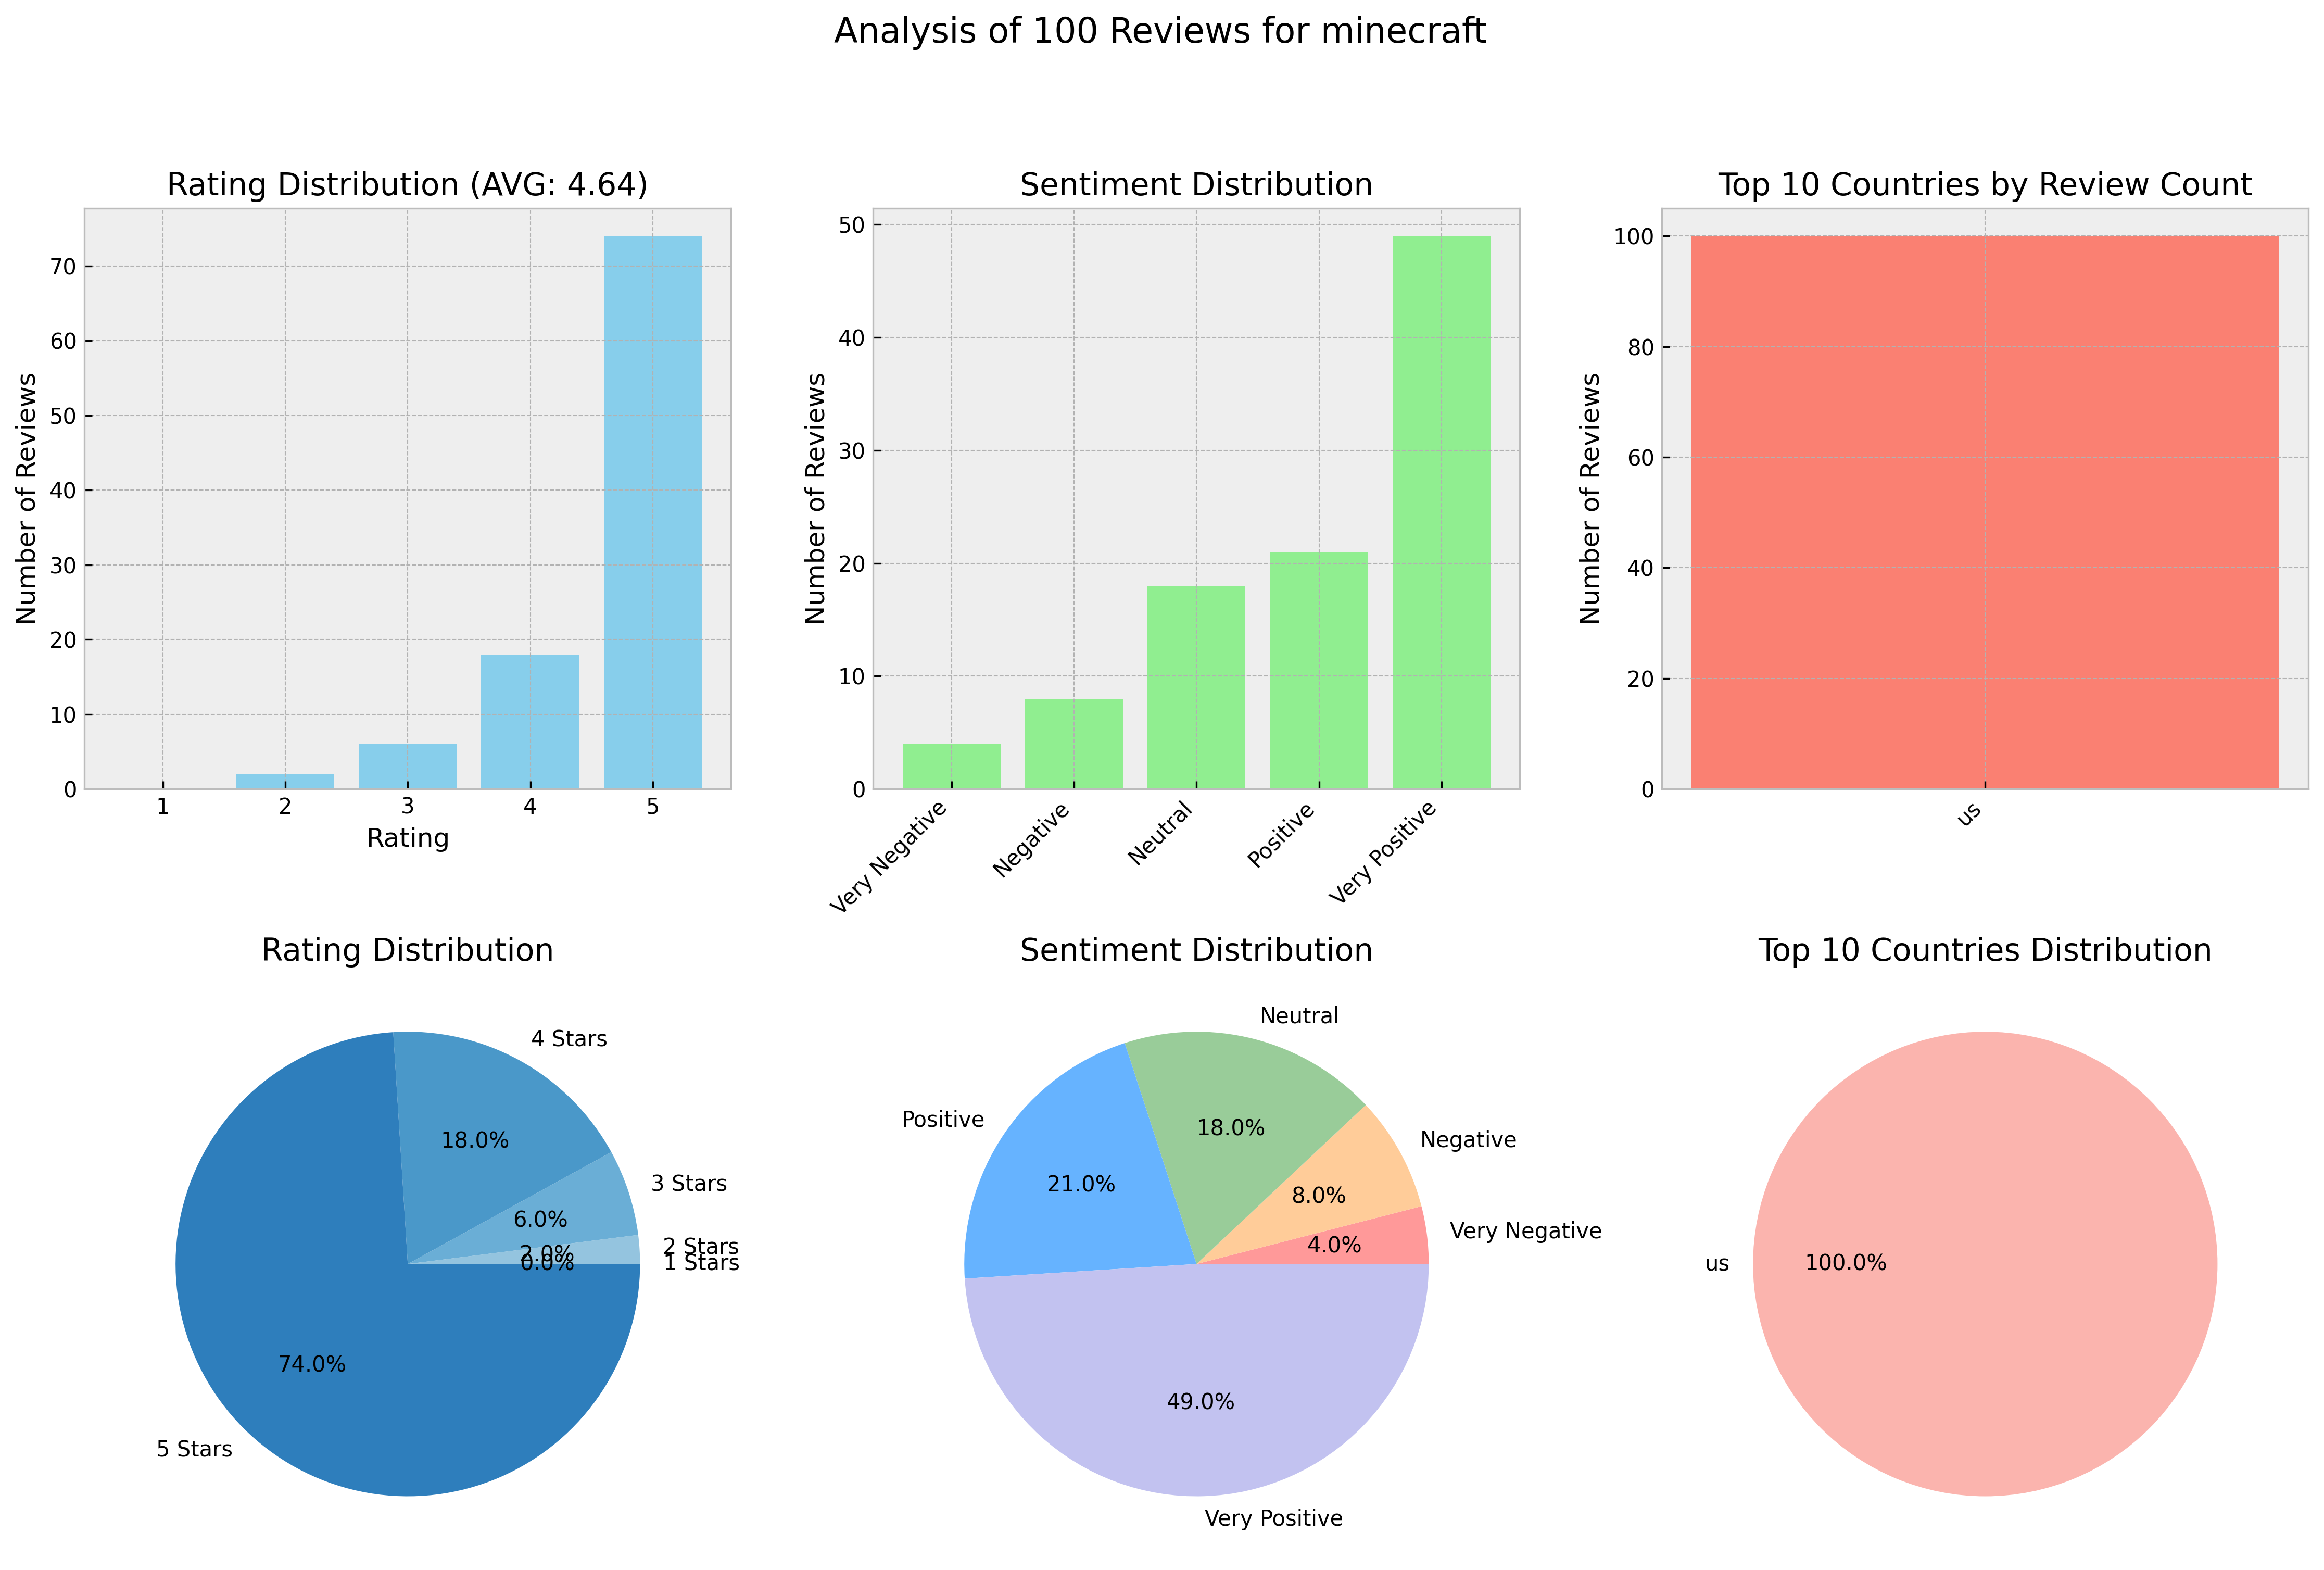 Analysis of 100 Reviews for minecraft
Rating Distribution (AVG: 4.64)
Number of Reviews
70
60
50
40
30
20
10
0
1 2 3 4 5
Rating
Sentiment Distribution
Number of Reviews
50
40
30
20
10
0
Very Negative
Negative
Neutral
Positive
Very Positive
Top 10 Countries by Review Count
Number of Reviews
100
80
60
40
20
0
us
Rating Distribution
4 Stars
18.0%
3 Stars
6.0%
2 Stars
2.0%
1 Stars
0.0%
74.0%
5 Stars
Sentiment Distribution
Neutral
18.0%
Positive
21.0%
Negative
8.0%
Very Negative
4.0%
49.0%
Very Positive
Top 10 Countries Distribution
us
100.0%